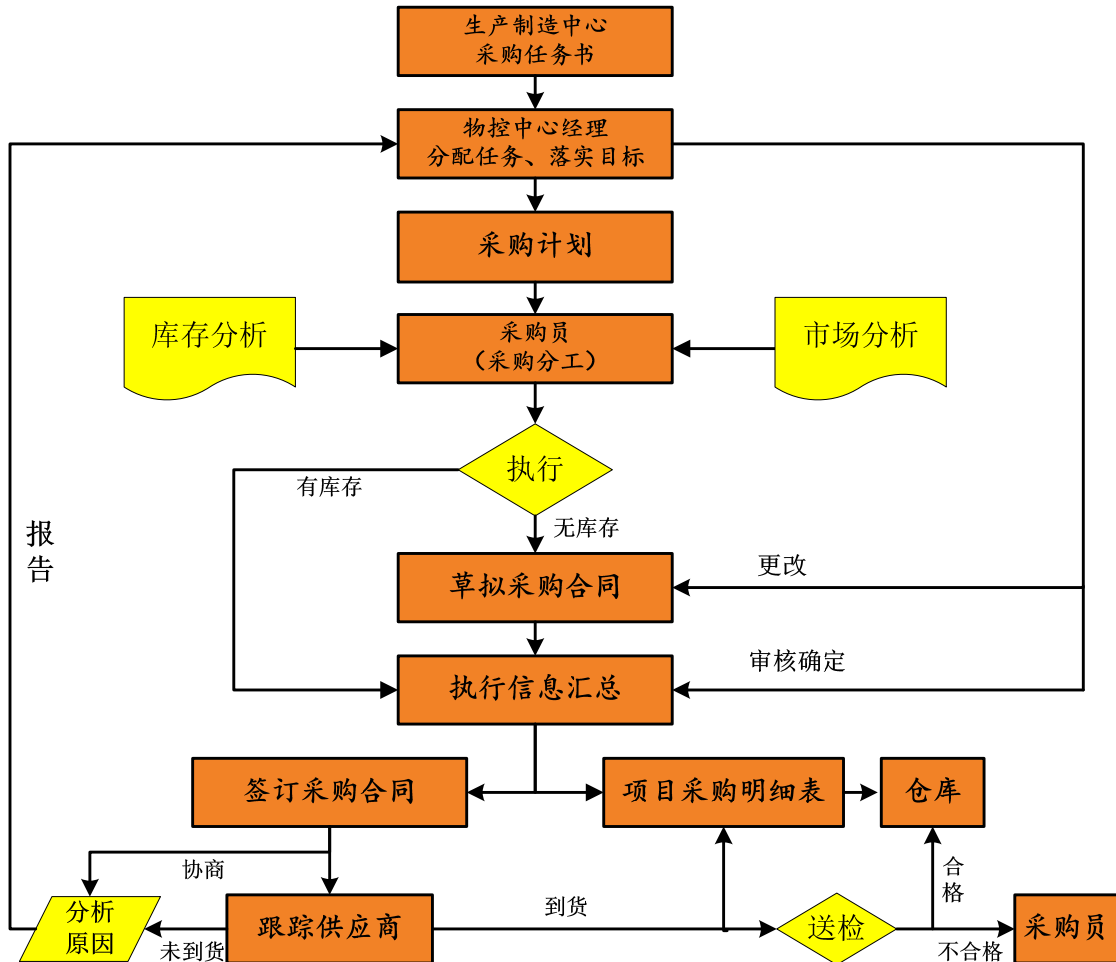 生产制造中心
采购任务书
物控中心经理
分配任务、落实目标
采购计划
库存分析
采购员
（采购分工）
市场分析
执行
有库存
无库存
报
告
草拟采购合同
更改
执行信息汇总
审核确定
签订采购合同
项目采购明细表
仓库
协商
合
格
分析
原因
未到货
跟踪供应商
到货
送检
不合格
采购员